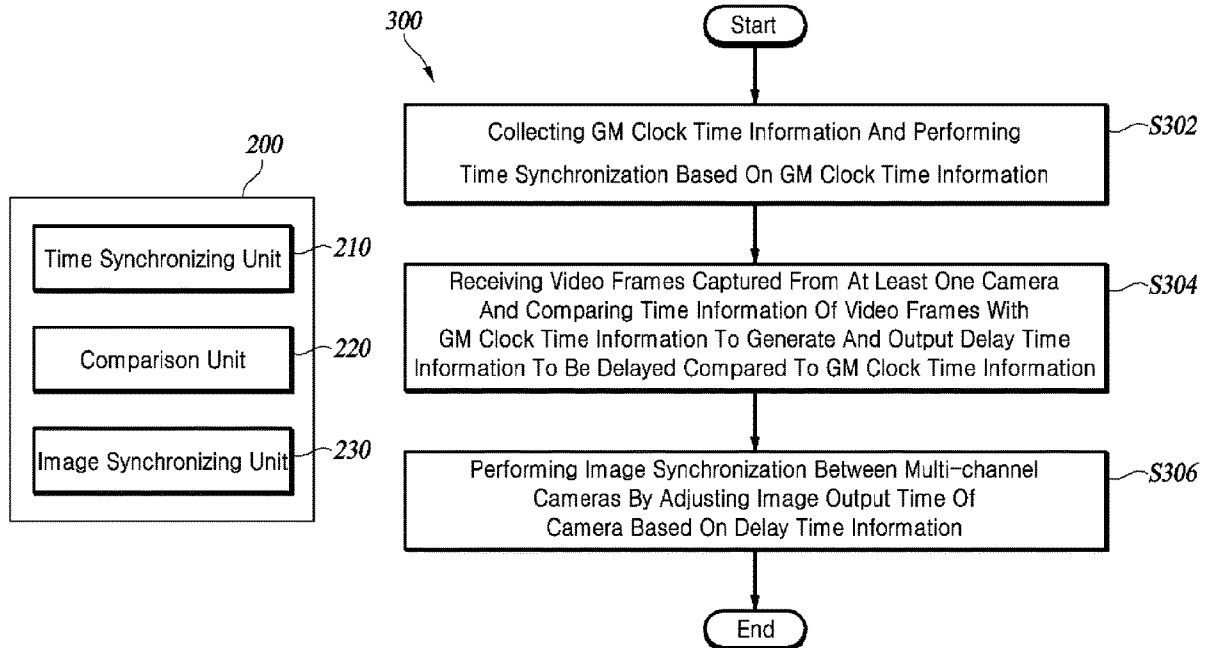 200
Time Synchronizing Unit
210
Comparison Unit
220
Image Synchronizing Unit
230
300
Start
Collecting GM Clock Time Information And Performing
Time Synchronization Based On GM Clock Time Information
S302
Receiving Video Frames Captured From At Least One Camera
And Comparing Time Information Of Video Frames With
GM Clock Time Information To Generate And Output Delay Time
Information To Be Delayed Compared To GM Clock Time Information
S304
Performing Image Synchronization Between Multi-channel
Cameras By Adjusting Image Output Time Of
Camera Based On Delay Time Information
S306
End